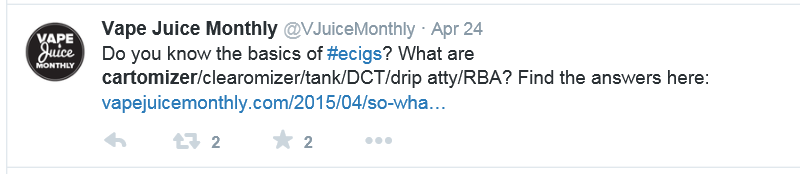 VAPE
Juice
MONTHLY
Vape Juice Monthly @VJuiceMonthly · Apr 24
Do you know the basics of #ecigs? What are
cartomizer/clearomizer/tank/DCT/drip atty/RBA? Find the answers here:
vapejuicemonthly.com/2015/04/so-wha…
2 2